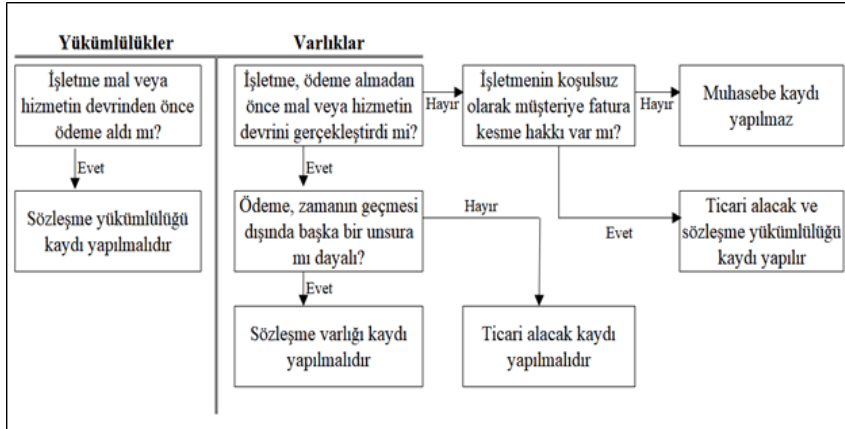 Yükümlülükler
Varlıklar
İşletme mal veya
hizmetin devrinden önce
ödeme aldı mı?
Evet
Sözleşme yükümlülüğü
kaydı yapılmalıdır
İşletme, ödeme almadan
önce mal veya hizmetin
devrini gerçekleştirdi mi?
Hayır
İşletmenin koşulsuz
olarak müşteriye fatura
kesme hakkı var mı?
Hayır
Muhasebe kaydı
yapılmaz
Evet
Ödeme, zamanın geçmesi
dışında başka bir unsura
mı dayalı?
Hayır
Evet
Ticari alacak ve
sözleşme yükümlülüğü
kaydı yapılır
Evet
Sözleşme varlığı kaydı
yapılmalıdır
Ticari alacak kaydı
yapılmalıdır